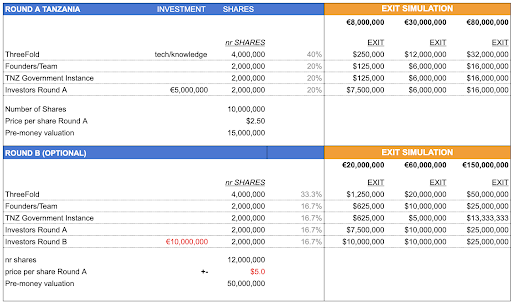 ROUND A TANZANIA INVESTMENT SHARES EXIT SIMULATION
€8,000,000 €30,000,000 €80,000,000
nr SHARES EXIT EXIT EXIT
ThreeFold tech/knowledge 4,000,000 40% $250,000 $12,000,000 $32,000,000
Founders/Team 2,000,000 20% $125,000 $6,000,000 $16,000,000
TNZ Government Instance 2,000,000 20% $125,000 $6,000,000 $16,000,000
Investors Round A €5,000,000 2,000,000 20% $7,500,000 $6,000,000 $16,000,000
Number of Shares 10,000,000
Price per share Round A $2.50
Pre-money valuation 15,000,000
ROUND B (OPTIONAL) EXIT SIMULATION
€20,000,000 €60,000,000 €150,000,000
nr SHARES EXIT EXIT EXIT
ThreeFold 4,000,000 33.3% $1,250,000 $20,000,000 $50,000,000
Founders/Team 2,000,000 16.7% $625,000 $10,000,000 $25,000,000
TNZ Government Instance 2,000,000 16.7% $625,000 $5,000,000 $13,333,333
Investors Round A 2,000,000 16.7% $7,500,000 $10,000,000 $25,000,000
Investors Round B €10,000,000 2,000,000 16.7% $10,000,000 $10,000,000 $25,000,000
nr shares 12,000,000
price per share Round A +- $5.0
Pre-money valuation 50,000,000